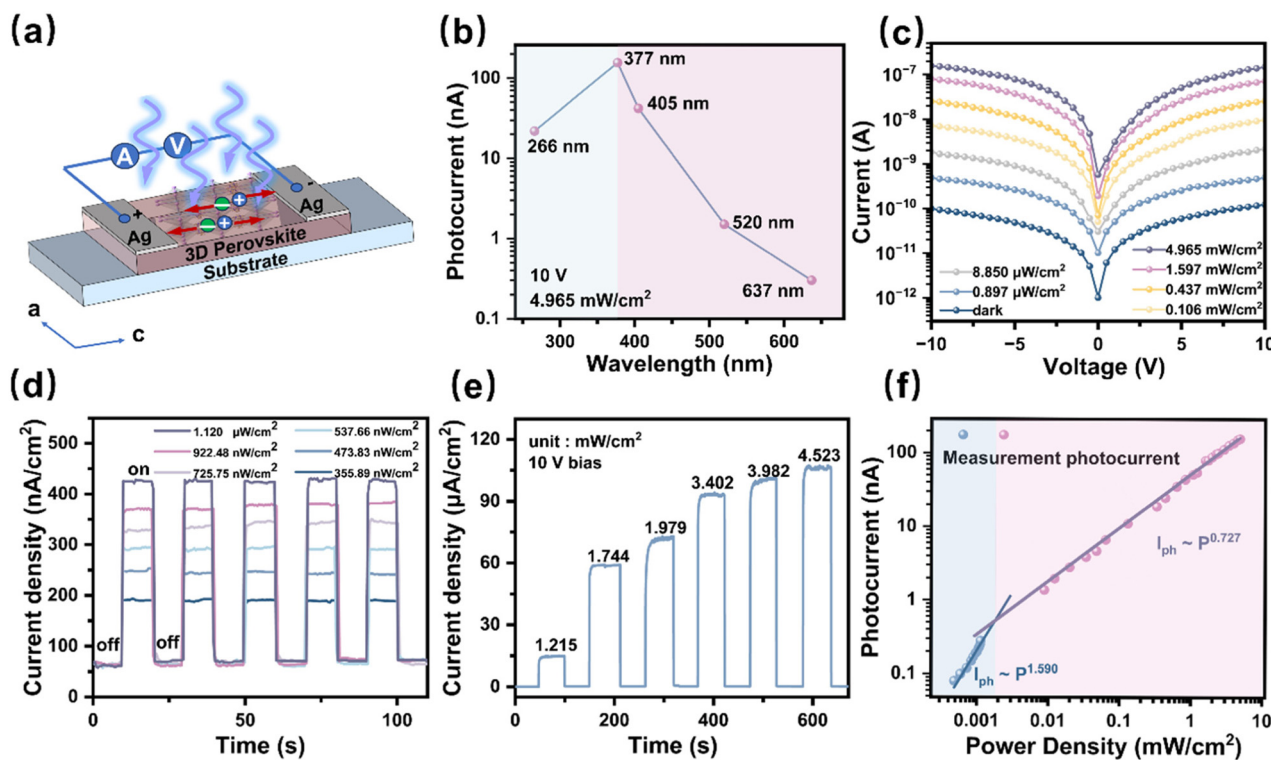 (a)
A
V
+
-
Ag
Ag
3D Perovskite
Substrate
a
c
(b)
Photocurrent (nA)
100
10
1
0.1
377 nm
405 nm
266 nm
520 nm
637 nm
10 V
4.965 mW/cm²
300
400
500
600
Wavelength (nm)
(c)
Current (A)
10⁻⁷
10⁻⁸
10⁻⁹
10⁻¹⁰
10⁻¹¹
10⁻¹²
8.850 μW/cm²
0.897 μW/cm²
dark
4.965 mW/cm²
1.597 mW/cm²
0.437 mW/cm²
0.106 mW/cm²
−10
−5
0
5
10
Voltage (V)
(d)
Current density (nA/cm²)
500
450
400
350
300
250
200
150
100
50
0
1.120 μW/cm²
922.48 nW/cm²
725.75 nW/cm²
537.66 nW/cm²
473.83 nW/cm²
355.89 nW/cm²
on
off
off
0
50
100
Time (s)
(e)
Current density (μA/cm²)
120
90
60
30
0
unit : mW/cm²
10 V bias
1.215
1.744
1.979
3.402
3.982
4.523
0
200
400
600
Time (s)
(f)
Photocurrent (nA)
100
10
1
0.1
Measurement photocurrent
Iph ~ P^0.727
Iph ~ P^1.590
0.001
0.01
0.1
1
Power Density (mW/cm²)